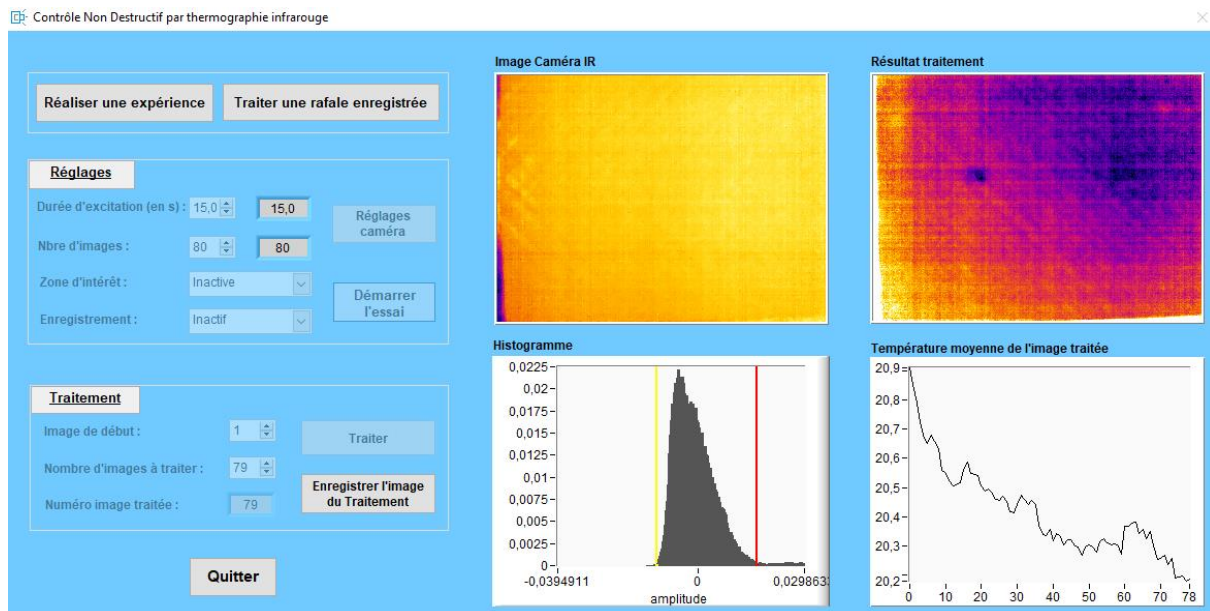 Contrôle Non Destructif par thermographie infrarouge
Réaliser une expérience
Traiter une rafale enregistrée
Réglages
Durée d'excitation (en s) :
15,0
15,0
Réglages
caméra
Nbre d'images :
80
80
Zone d'intérêt :
Inactive
Démarrer
l'essai
Enregistrement :
Inactif
Traitement
Image de début :
1
Traiter
Nombre d'images à traiter :
79
Enregistrer l'image
du Traitement
Numéro image traitée :
79
Quitter
Image Caméra IR
Résultat traitement
Histogramme
0,0225
0,02
0,0175
0,015
0,0125
0,01
0,0075
0,005
0,0025
0
-0,0394911
0
0,029863
amplitude
Température moyenne de l'image traitée
20,9
20,8
20,7
20,6
20,5
20,4
20,3
20,2
0
10
20
30
40
50
60
70
78